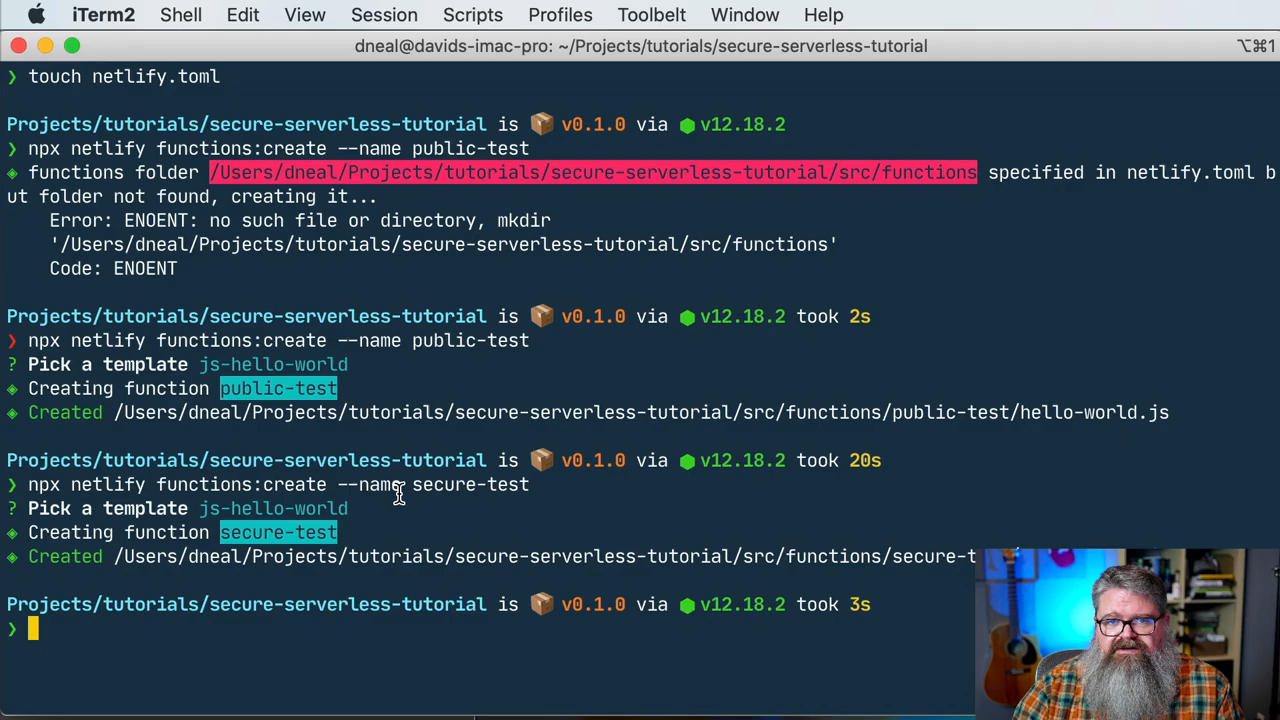 iTerm2 Shell Edit View Session Scripts Profiles Toolbelt Window Help
dneal@davids-imac-pro: ~/Projects/tutorials/secure-serverless-tutorial ⌥⌘1
❯ touch netlify.toml
Projects/tutorials/secure-serverless-tutorial is 📦 v0.1.0 via ⬢ v12.18.2
❯ npx netlify functions:create --name public-test
◈ functions folder /Users/dneal/Projects/tutorials/secure-serverless-tutorial/src/functions specified in netlify.toml b
ut folder not found, creating it...
Error: ENOENT: no such file or directory, mkdir
'/Users/dneal/Projects/tutorials/secure-serverless-tutorial/src/functions'
Code: ENOENT
Projects/tutorials/secure-serverless-tutorial is 📦 v0.1.0 via ⬢ v12.18.2 took 2s
❯ npx netlify functions:create --name public-test
? Pick a template js-hello-world
◈ Creating function public-test
◈ Created /Users/dneal/Projects/tutorials/secure-serverless-tutorial/src/functions/public-test/hello-world.js
Projects/tutorials/secure-serverless-tutorial is 📦 v0.1.0 via ⬢ v12.18.2 took 20s
❯ npx netlify functions:create --name secure-test
? Pick a template js-hello-world
◈ Creating function secure-test
◈ Created /Users/dneal/Projects/tutorials/secure-serverless-tutorial/src/functions/secure-t
Projects/tutorials/secure-serverless-tutorial is 📦 v0.1.0 via ⬢ v12.18.2 took 3s
❯